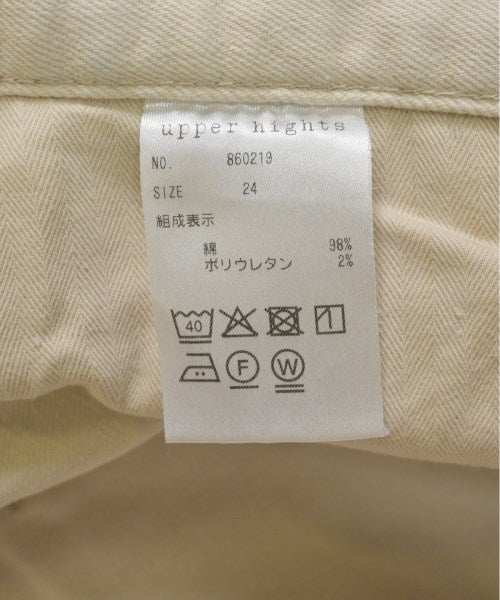 upper hights
NO. 860219
SIZE 24
組成表示
綿 98%
ポリウレタン 2%
40
F W